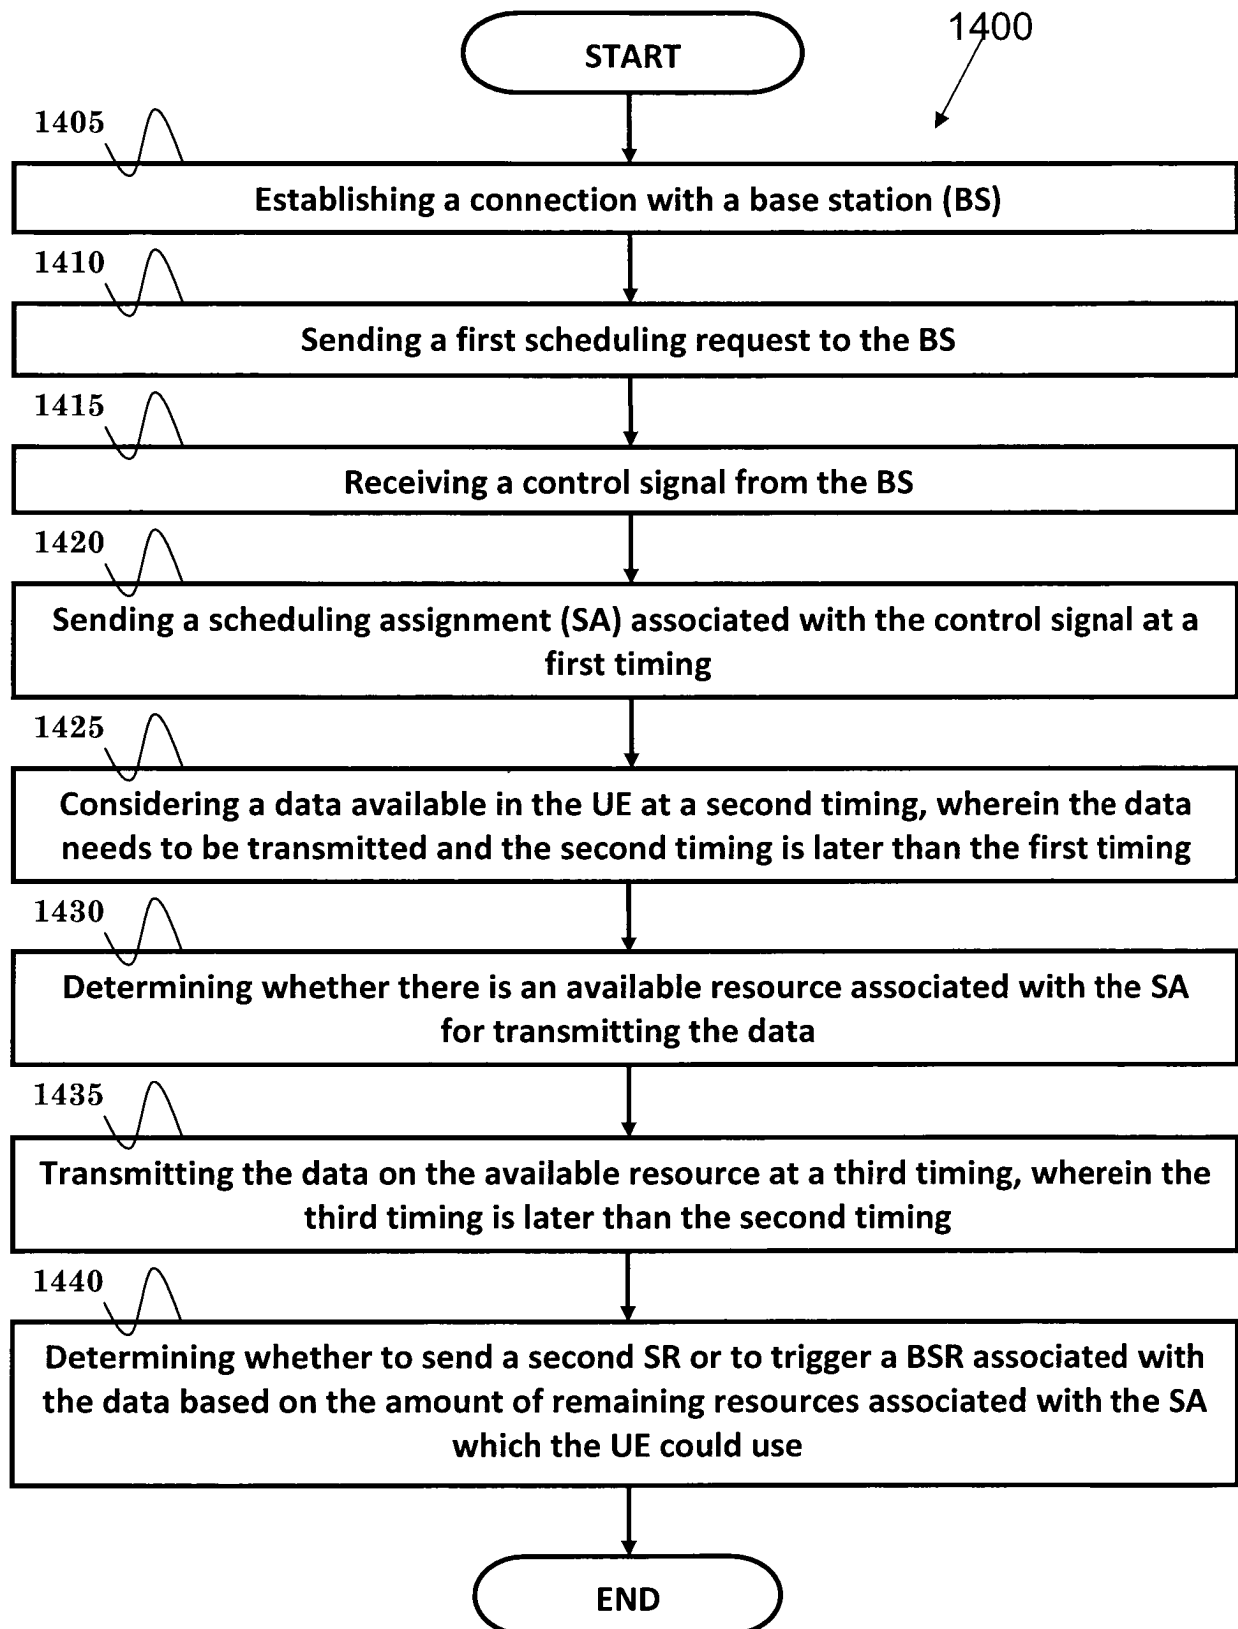 START
1400
1405
Establishing a connection with a base station (BS)
1410
Sending a first scheduling request to the BS
1415
Receiving a control signal from the BS
1420
Sending a scheduling assignment (SA) associated with the control signal at a
first timing
1425
Considering a data available in the UE at a second timing, wherein the data
needs to be transmitted and the second timing is later than the first timing
1430
Determining whether there is an available resource associated with the SA
for transmitting the data
1435
Transmitting the data on the available resource at a third timing, wherein the
third timing is later than the second timing
1440
Determining whether to send a second SR or to trigger a BSR associated with
the data based on the amount of remaining resources associated with the SA
which the UE could use
END